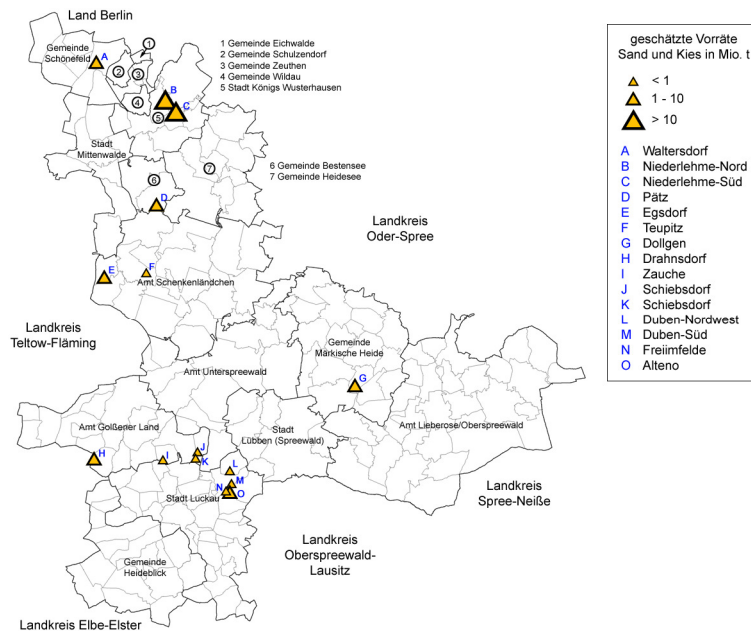 Land Berlin
Gemeinde
Schönefeld
A
1
2
3
4
5
B
C
1 Gemeinde Eichwalde
2 Gemeinde Schulzendorf
3 Gemeinde Zeuthen
4 Gemeinde Wildau
5 Stadt Königs Wusterhausen
Stadt
Mittenwalde
6
7
D
6 Gemeinde Bestensee
7 Gemeinde Heidesee
Landkreis
Oder-Spree
E
F
Amt Schenkenländchen
Landkreis
Teltow-Fläming
Gemeinde
Märkische Heide
Amt Unterspreewald
G
Amt Golßener Land
Stadt
Lübben (Spreewald)
Amt Lieberose/Oberspreewald
H
I
J
K
L
M
N
O
Stadt Luckau
Landkreis
Spree-Neiße
Landkreis
Oberspreewald-
Lausitz
Gemeinde
Heideblick
Landkreis Elbe-Elster
geschätzte Vorräte
Sand und Kies in Mio. t
< 1
1 - 10
> 10
A Waltersdorf
B Niederlehme-Nord
C Niederlehme-Süd
D Pätz
E Egsdorf
F Teupitz
G Dollgen
H Drahnsdorf
I Zauche
J Schiebsdorf
K Schiebsdorf
L Duben-Nordwest
M Duben-Süd
N Freiimfelde
O Alteno